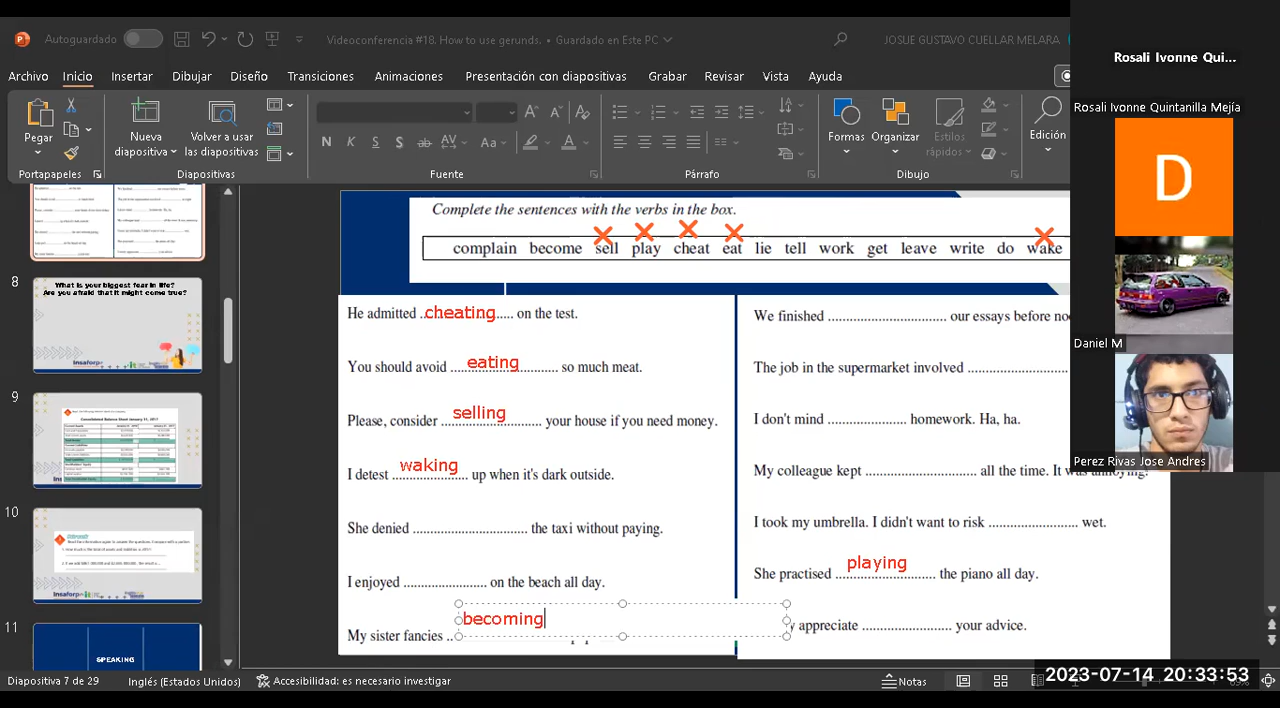 Autoguardado
Videoconferencia #18. How to use gerunds. • Guardado en Este PC
JOSUE GUSTAVO CUELLAR MELARA
Archivo Inicio Insertar Dibujar Diseño Transiciones Animaciones Presentación con diapositivas Grabar Revisar Vista Ayuda
Pegar
Nueva diapositiva
Volver a usar las diapositivas
Formas
Organizar
Estilos rápidos
Edición
Portapapeles
Diapositivas
Fuente
Párrafo
Dibujo
Rosali Ivonne Qui...
Rosali Ivonne Quintanilla Mejía
D
Daniel M
Perez Rivas Jose Andres
8
What is your biggest fear in life?
Are you afraid that it might come true?
9
Consolidated Balance Sheet January 31, 2017
10
11
SPEAKING
Complete the sentences with the verbs in the box.
complain become sell play cheat eat lie tell work get leave write do wake
He admitted ..cheating..... on the test.
You should avoid ....eating.... so much meat.
Please, consider ...selling... your house if you need money.
I detest ..waking.. up when it's dark outside.
She denied .............................. the taxi without paying.
I enjoyed ...................... on the beach all day.
My sister fancies .. becoming
We finished ................................ our essays before noo
The job in the supermarket involved ...........................
I don't mind ..................... homework. Ha, ha.
My colleague kept .............................. all the time. It was annoying.
I took my umbrella. I didn't want to risk ........................ wet.
She practised ...playing... the piano all day.
y appreciate ........................ your advice.
Diapositiva 7 de 29
Inglés (Estados Unidos)
Accesibilidad: es necesario investigar
Notas
2023-07-14 20:33:53